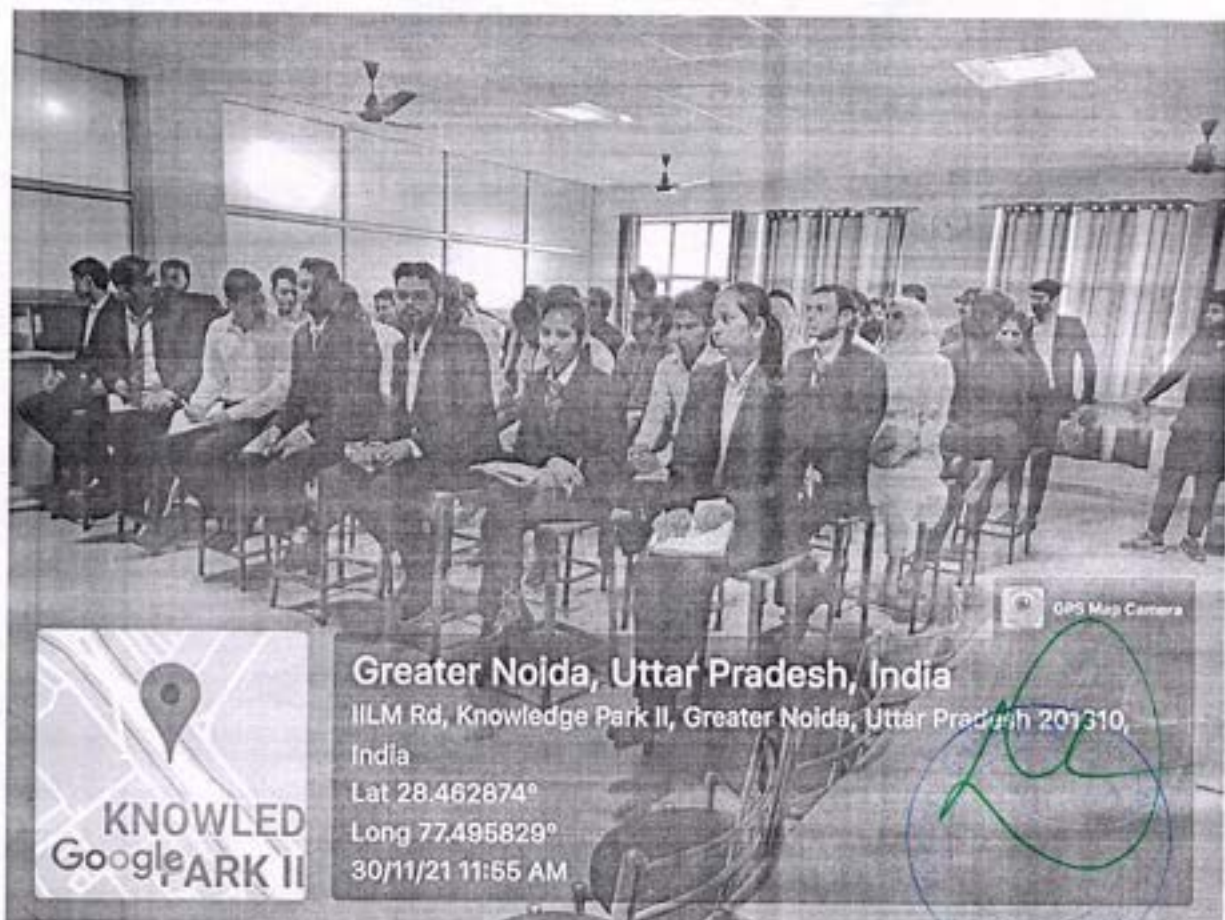 GPS Map Camera
Greater Noida, Uttar Pradesh, India
IILM Rd, Knowledge Park II, Greater Noida, Uttar Pradesh 201310,
India
Lat 28.462874°
Long 77.495829°
30/11/21 11:55 AM
KNOWLED
PARK II
Google